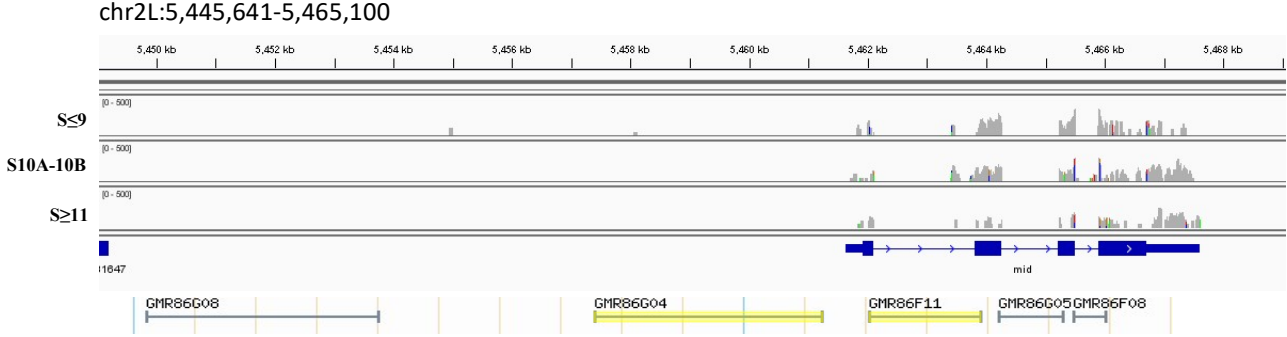 chr2L:5,445,641-5,465,100
5,450 kb 5,452 kb 5,454 kb 5,456 kb 5,458 kb 5,460 kb 5,462 kb 5,464 kb 5,466 kb 5,468 kb
[0 - 500]
S≤9
[0 - 500]
S10A-10B
[0 - 500]
S≥11
31647 mid
GMR86G08 GMR86G04 GMR86F11 GMR86G05 GMR86F08